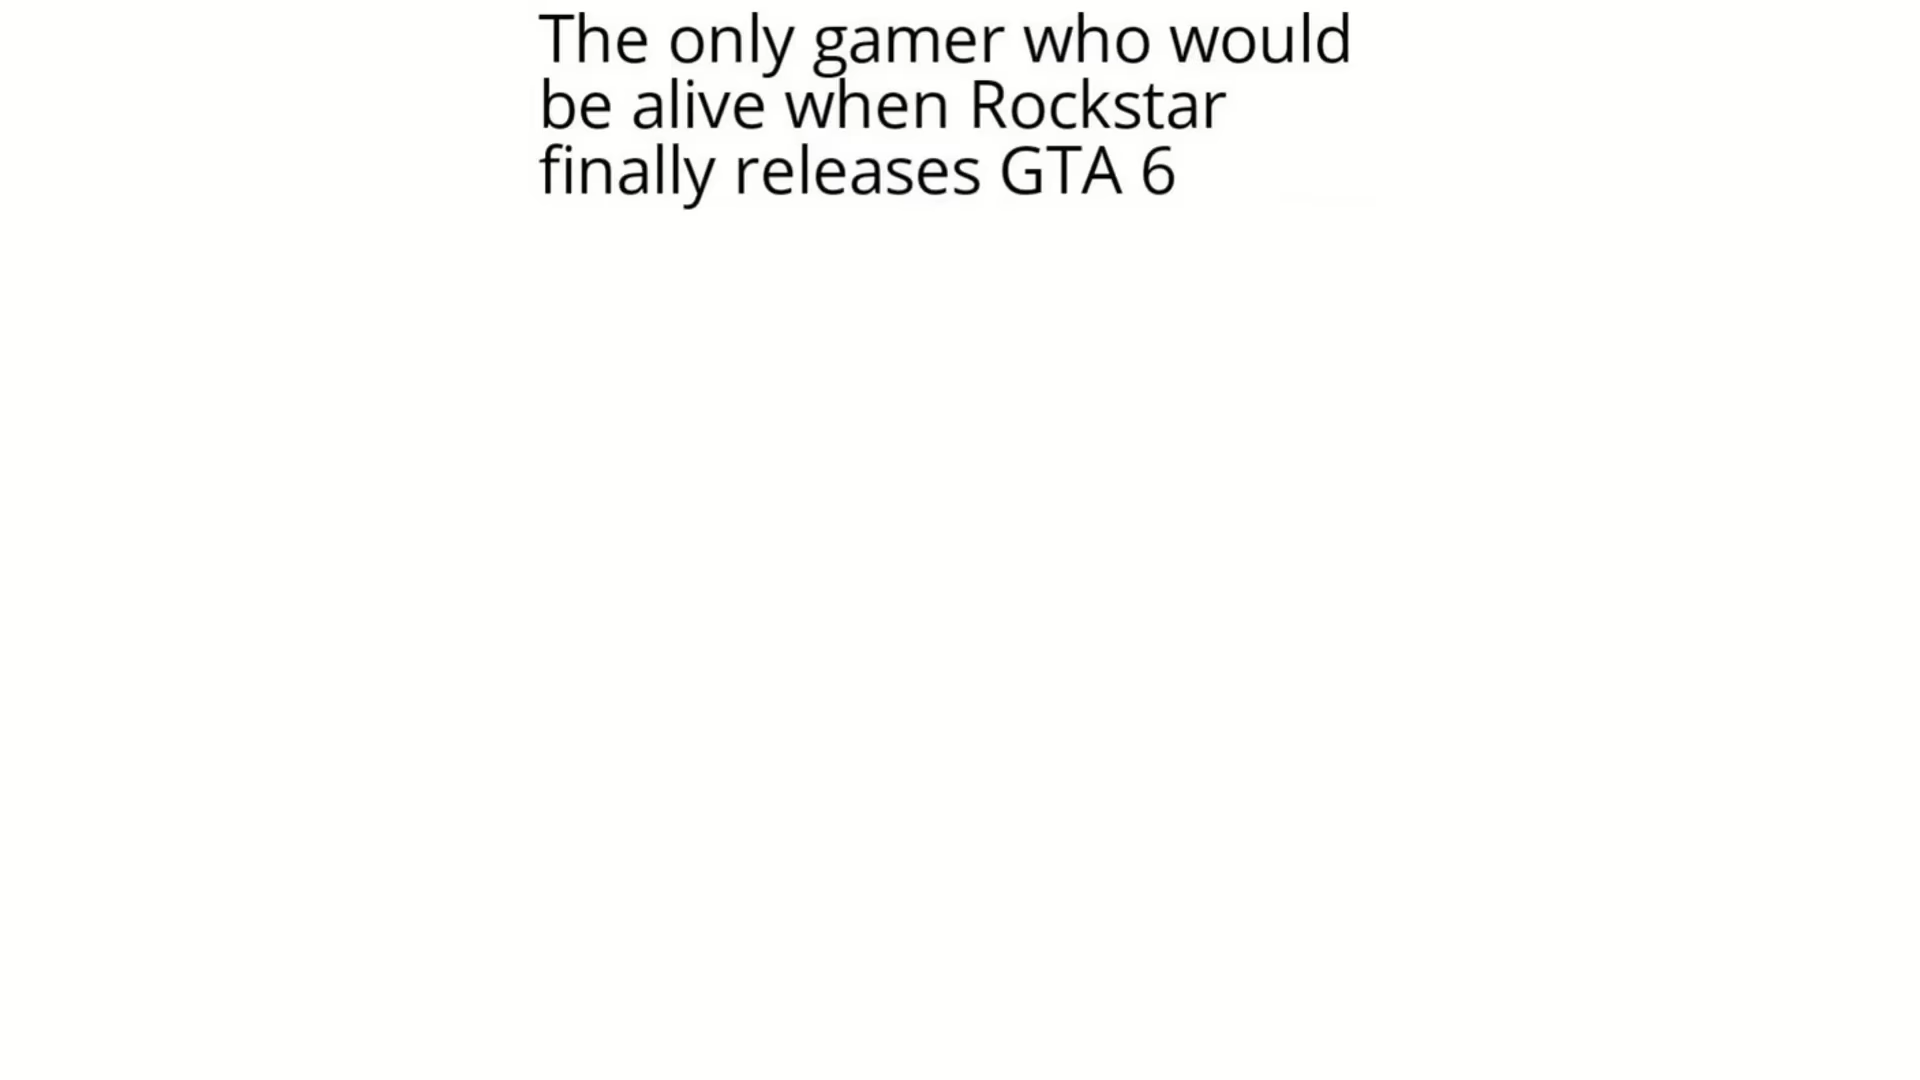 The only gamer who would
be alive when Rockstar
finally releases GTA 6